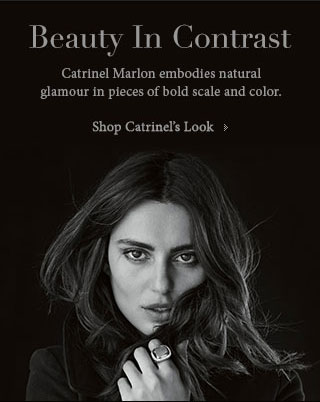 Beauty In Contrast
Catrinel Marlon embodies natural
glamour in pieces of bold scale and color.
Shop Catrinel's Look »